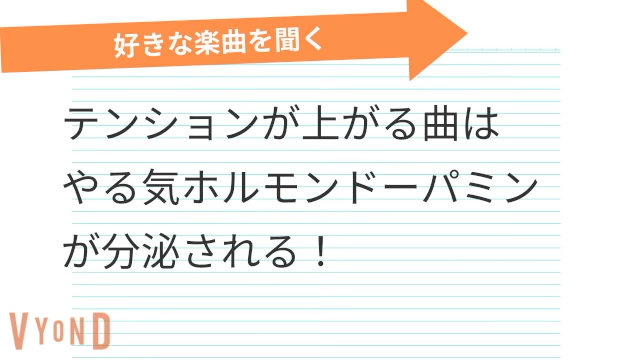 好きな楽曲を聞く
テンションが上がる曲は
やる気ホルモンドーパミン
が分泌される！
VYOND